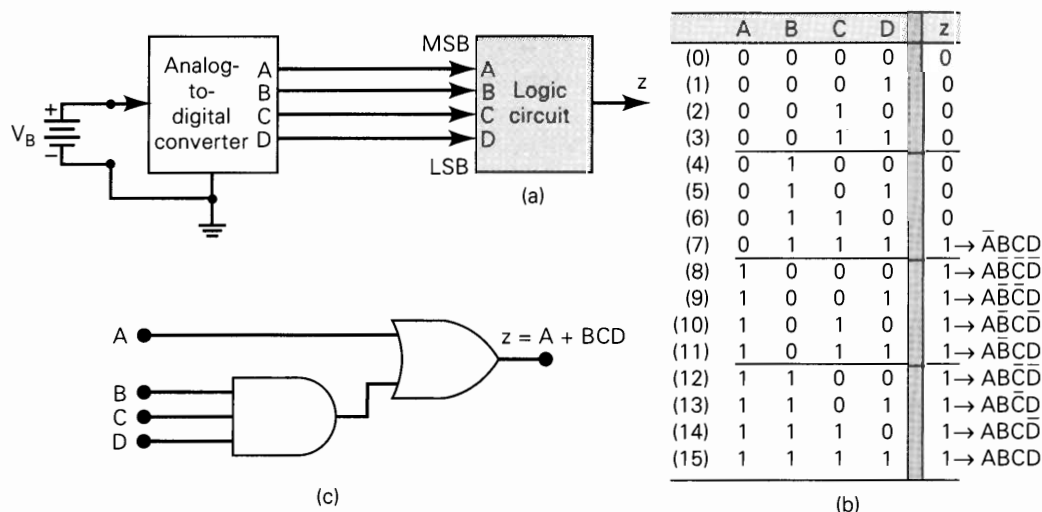 MSB
Analog-
to-
digital
converter
A
B
C
D
A
B
C
D
Logic
circuit
z
+
V_B
−
LSB
(a)
A
B
C
D
z = A + BCD
(c)
A B C D z
(0) 0 0 0 0 0
(1) 0 0 0 1 0
(2) 0 0 1 0 0
(3) 0 0 1 1 0
(4) 0 1 0 0 0
(5) 0 1 0 1 0
(6) 0 1 1 0 0
(7) 0 1 1 1 1 → A̅BCD
(8) 1 0 0 0 1 → AB̅C̅D̅
(9) 1 0 0 1 1 → AB̅C̅D
(10) 1 0 1 0 1 → AB̅CD̅
(11) 1 0 1 1 1 → AB̅CD
(12) 1 1 0 0 1 → ABC̅D̅
(13) 1 1 0 1 1 → ABC̅D
(14) 1 1 1 0 1 → ABCD̅
(15) 1 1 1 1 1 → ABCD
(b)